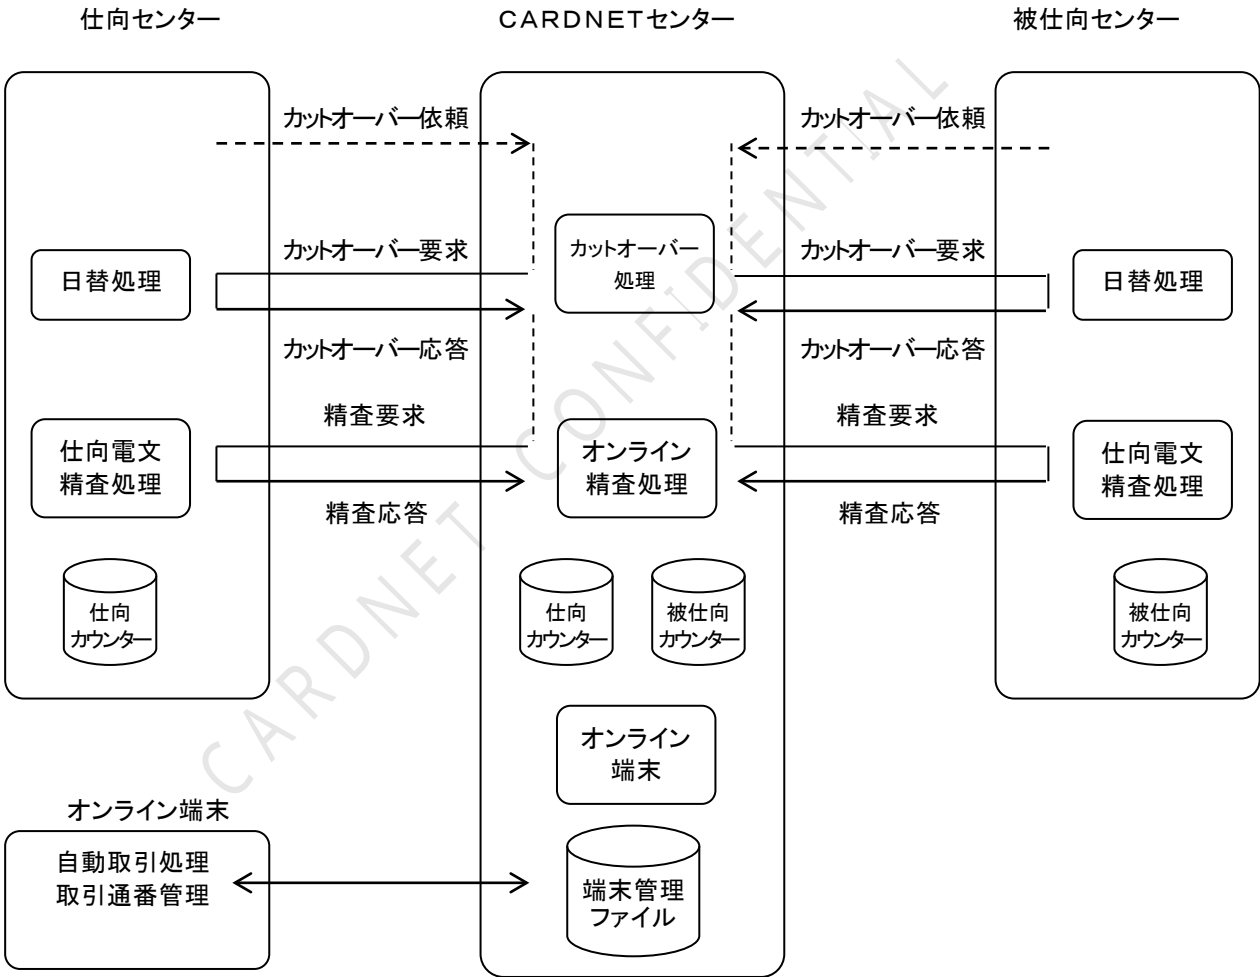 仕向センター
ＣＡＲＤＮＥＴセンター
被仕向センター
カットオーバー依頼
カットオーバー依頼
日替処理
カットオーバー要求
カットオーバー
処理
カットオーバー要求
日替処理
カットオーバー応答
カットオーバー応答
精査要求
精査要求
仕向電文
精査処理
オンライン
精査処理
仕向電文
精査処理
精査応答
精査応答
仕向
カウンター
仕向
カウンター
被仕向
カウンター
被仕向
カウンター
オンライン
端末
オンライン端末
自動取引処理
取引通番管理
端末管理
ファイル
CARDNET CONFIDENTIAL